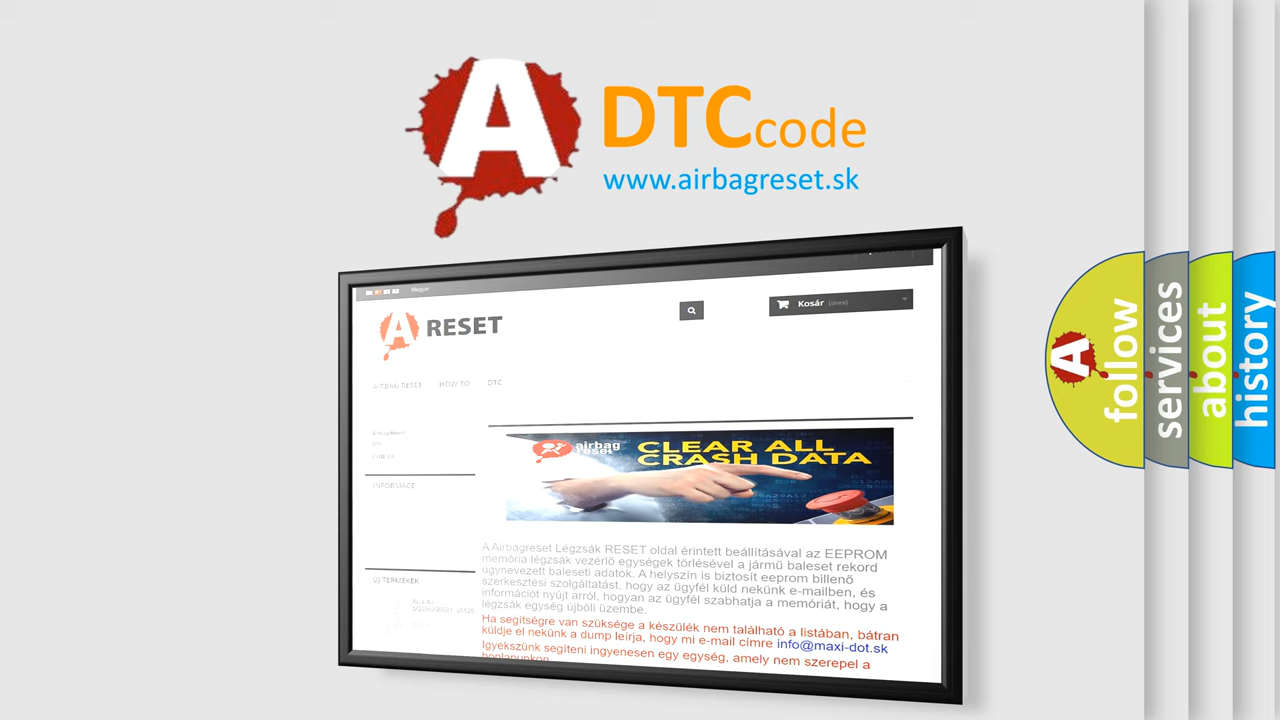 A DTC code
www.airbagreset.sk
Magyar
A RESET
Kosár (üres)
AIRBAG RESET HOW TO DTC
INFORMACE
airbag
reset
CLEAR ALL
CRASH DATA
A Airbagreset Légzsák RESET oldal érintett beállításával az EEPROM
memória légzsák vezérlő egységek törlésével a jármű baleset rekord
úgynevezett baleseti adatok. A helyszín is biztosít eeprom billenő
szerkesztési szolgáltatást, hogy az ügyfél küld nekünk e-mailben, és
információt nyújt arról, hogyan az ügyfél szabhatja a memóriát, hogy a
légzsák egység újbóli üzembe.
Ha segítségre van szüksége a készülék nem található a listában, bátran
küldje el nekünk a dump leírja, hogy mi e-mail címre info@maxi-dot.sk
Igyekszünk segíteni ingyenesen egy egység, amely nem szerepel a
honlapunkon
ÚJ TERMÉKEK
A follow
services
about
history